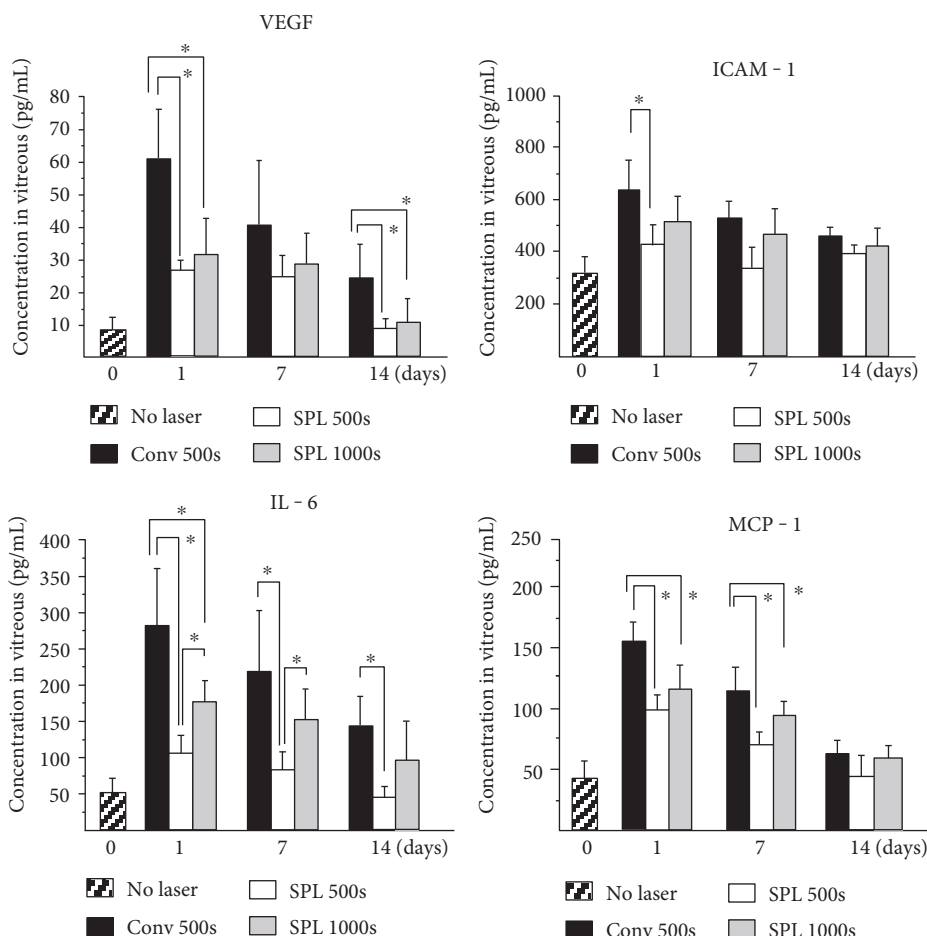 VEGF
Concentration in vitreous (pg/mL)
80
70
60
50
40
30
20
10
*
*
*
*
0 1 7 14 (days)
No laser SPL 500s
Conv 500s SPL 1000s
ICAM - 1
Concentration in vitreous (pg/mL)
1000
800
600
400
200
*
0 1 7 14 (days)
No laser SPL 500s
Conv 500s SPL 1000s
IL - 6
Concentration in vitreous (pg/mL)
400
350
300
250
200
150
100
50
*
*
*
*
*
*
0 1 7 14 (days)
No laser SPL 500s
Conv 500s SPL 1000s
MCP - 1
Concentration in vitreous (pg/mL)
250
200
150
100
50
* *
* *
0 1 7 14 (days)
No laser SPL 500s
Conv 500s SPL 1000s